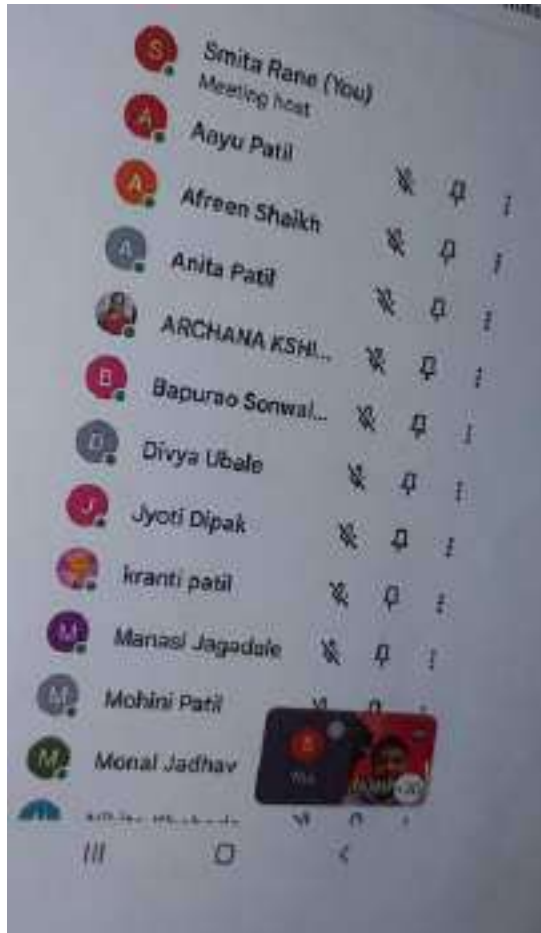 S
Smita Rane (You)
Meeting host
A
Aayu Patil
A
Afreen Shaikh
A
Anita Patil
ARCHANA KSHI...
B
Bapurao Sonwal...
D
Divya Ubale
J
Jyoti Dipak
kranti patil
M
Manasi Jagadale
M
Mohini Patil
M
Monal Jadhav
You